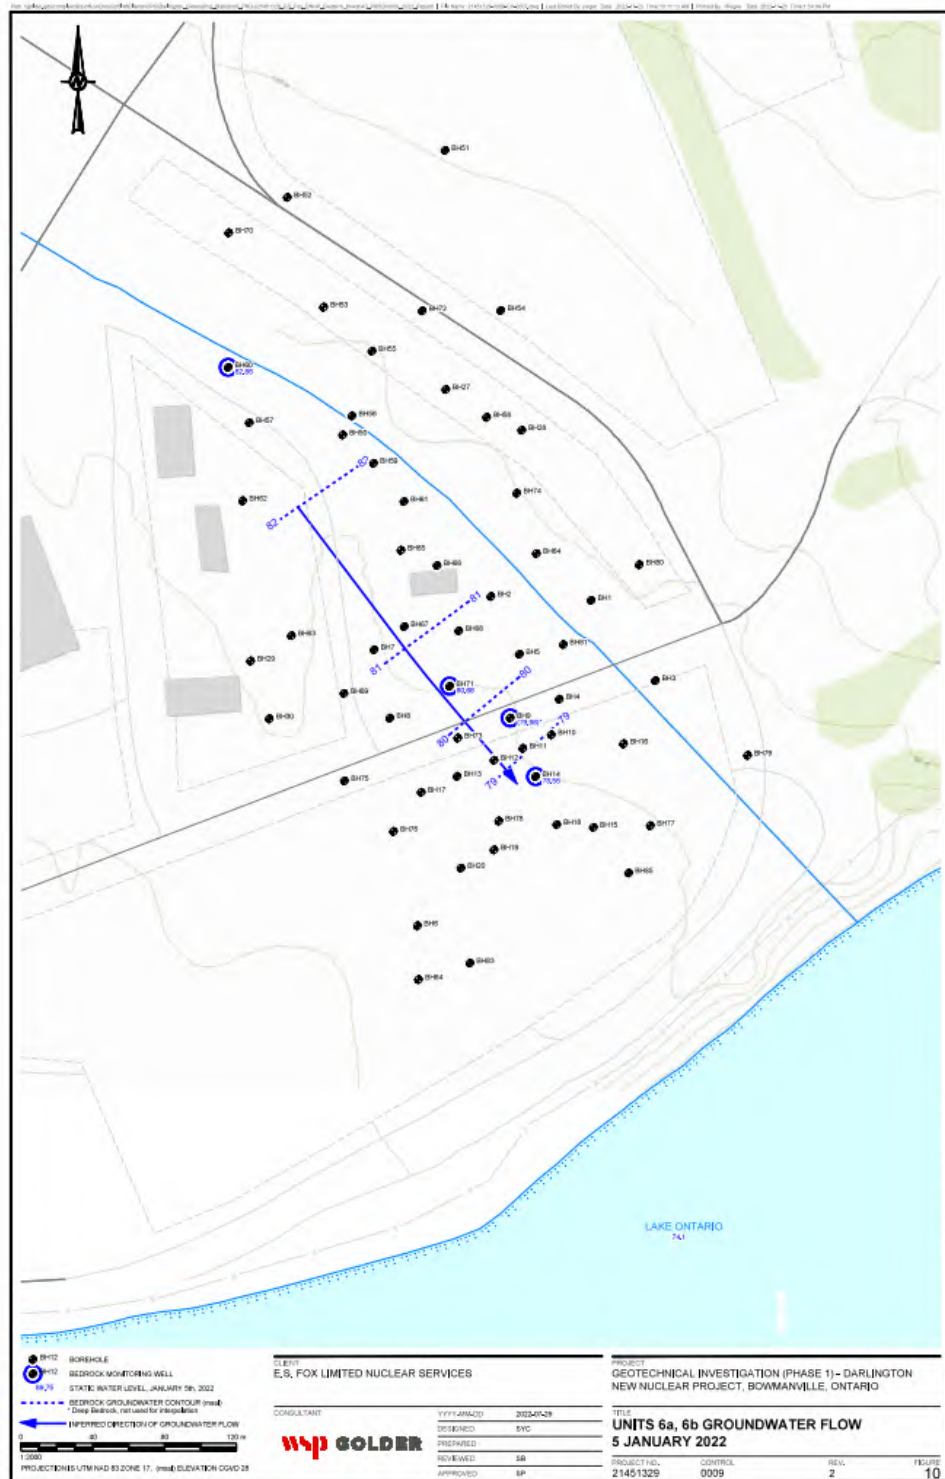 N
BH51
BH52
BH70
BH53
BH72
BH54
BH55
BH60
82.85
BH27
BH57
BH28
BH59
82
82
BH62
BH61
BH74
BH65
BH64
BH66
BH80
BH2
81
BH1
BH67
BH68
BH63
BH7
BH81
BH29
81
BH5
80
BH3
BH71
80.68
BH69
BH4
BH30
BH8
BH9
79
80
BH73
BH10
BH11
BH16
BH12
BH79
BH13
BH14
79
BH75
BH17
BH78
BH18
BH15
BH77
BH76
BH19
BH20
BH85
BH6
BH83
BH84
LAKE ONTARIO
74.1
BH12 BOREHOLE
BH12 BEDROCK MONITORING WELL
STATIC WATER LEVEL, JANUARY 5th, 2022
BEDROCK GROUNDWATER CONTOUR (masl)
* Deep Bedrock, not used for interpolation
INFERRED DIRECTION OF GROUNDWATER FLOW
0 40 80 120 m
1:2000
PROJECTION IS UTM NAD 83 ZONE 17. (masl) ELEVATION CGVD 28
CLIENT
E.S. FOX LIMITED NUCLEAR SERVICES
CONSULTANT
WSP GOLDER
YYYY-MM-DD 2022-07-29
DESIGNED SYC
PREPARED
REVIEWED SB
APPROVED SP
PROJECT
GEOTECHNICAL INVESTIGATION (PHASE 1) - DARLINGTON
NEW NUCLEAR PROJECT, BOWMANVILLE, ONTARIO
TITLE
UNITS 6a, 6b GROUNDWATER FLOW
5 JANUARY 2022
PROJECT NO. CONTROL REV. FIGURE
21451329 0009 2 10